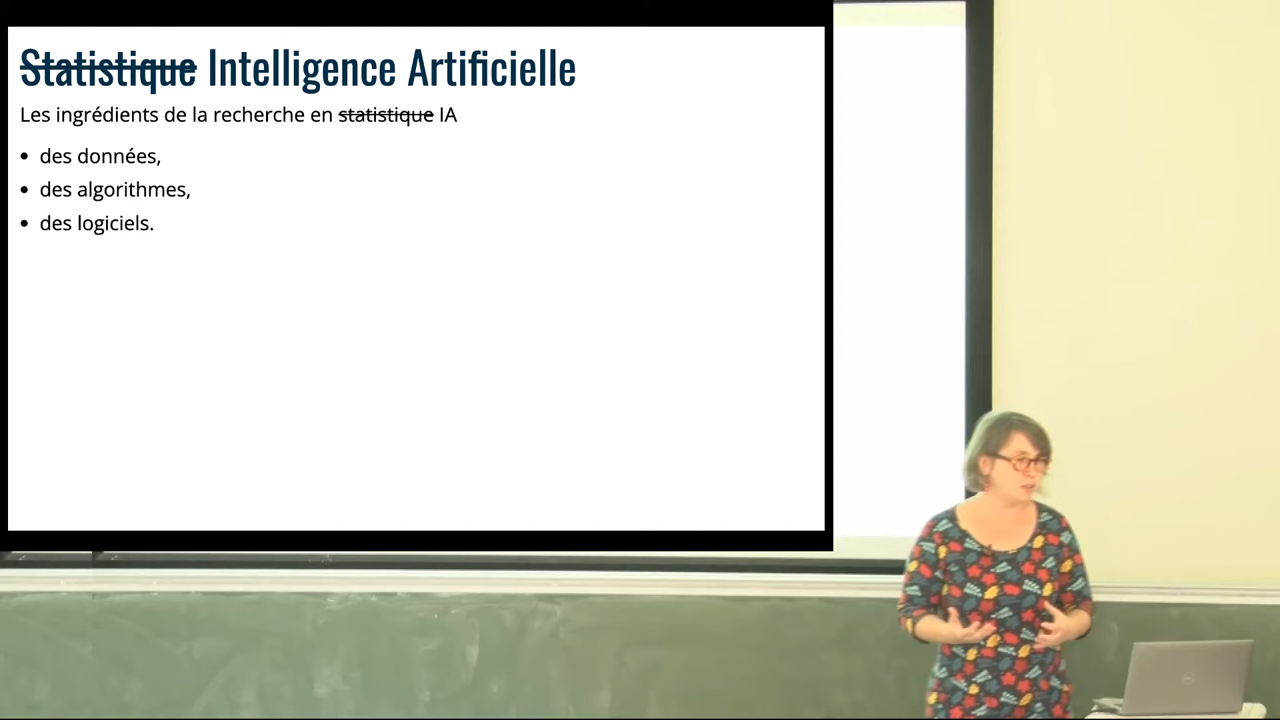 Statistique Intelligence Artificielle
Les ingrédients de la recherche en statistique IA
• des données,
• des algorithmes,
• des logiciels.